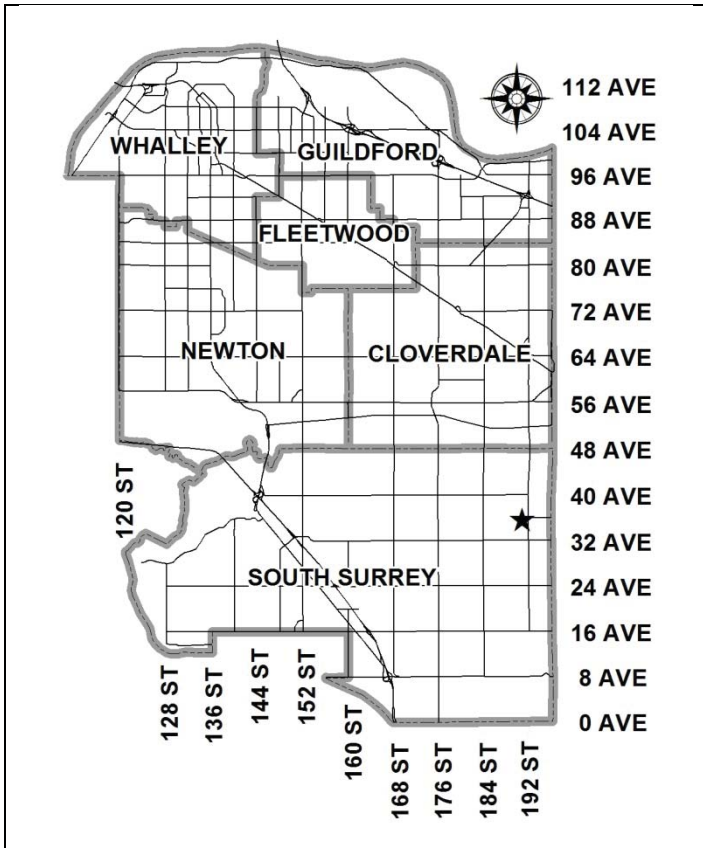 112 AVE
104 AVE
WHALLEY
GUILDFORD
96 AVE
88 AVE
FLEETWOOD
80 AVE
72 AVE
NEWTON
CLOVERDALE
64 AVE
56 AVE
48 AVE
120 ST
40 AVE
32 AVE
SOUTH SURREY
24 AVE
16 AVE
128 ST
136 ST
144 ST
152 ST
8 AVE
160 ST
0 AVE
168 ST
176 ST
184 ST
192 ST